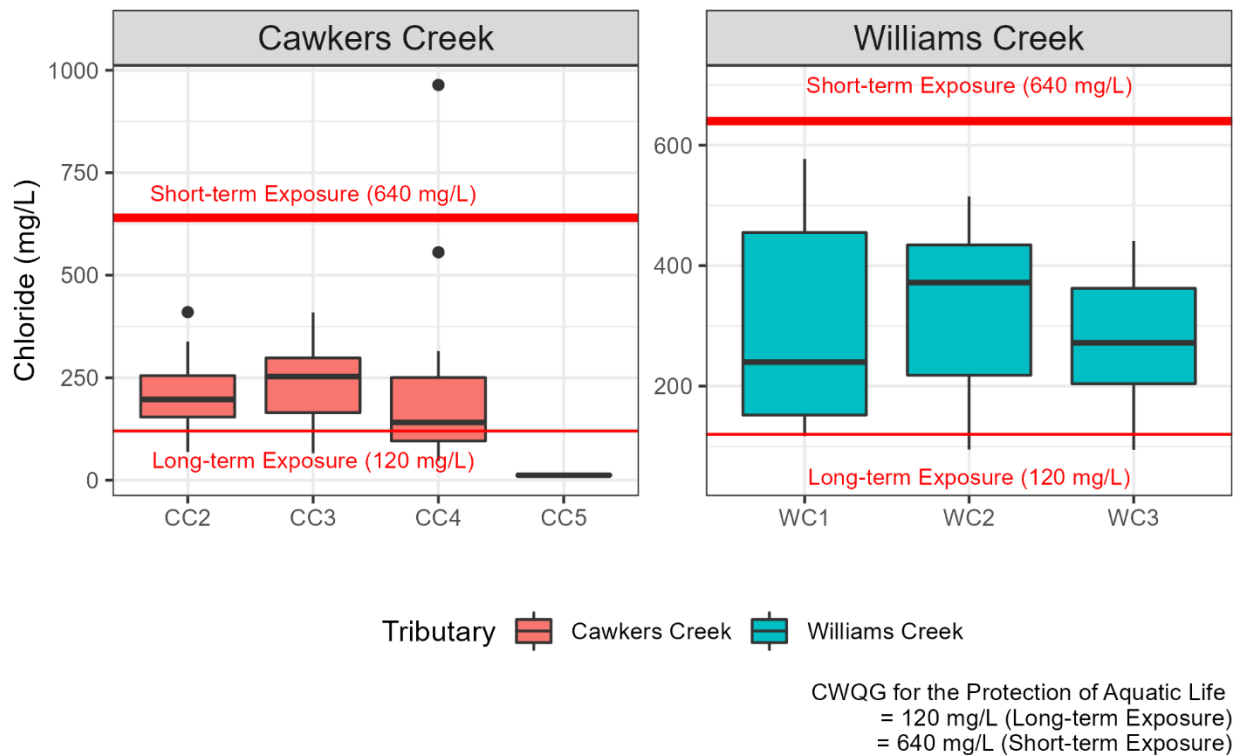 Cawkers Creek
Williams Creek
Chloride (mg/L)
1000
750
500
250
0
Short-term Exposure (640 mg/L)
Long-term Exposure (120 mg/L)
CC2
CC3
CC4
CC5
600
400
200
Short-term Exposure (640 mg/L)
Long-term Exposure (120 mg/L)
WC1
WC2
WC3
Tributary
Cawkers Creek
Williams Creek
CWQG for the Protection of Aquatic Life
= 120 mg/L (Long-term Exposure)
= 640 mg/L (Short-term Exposure)